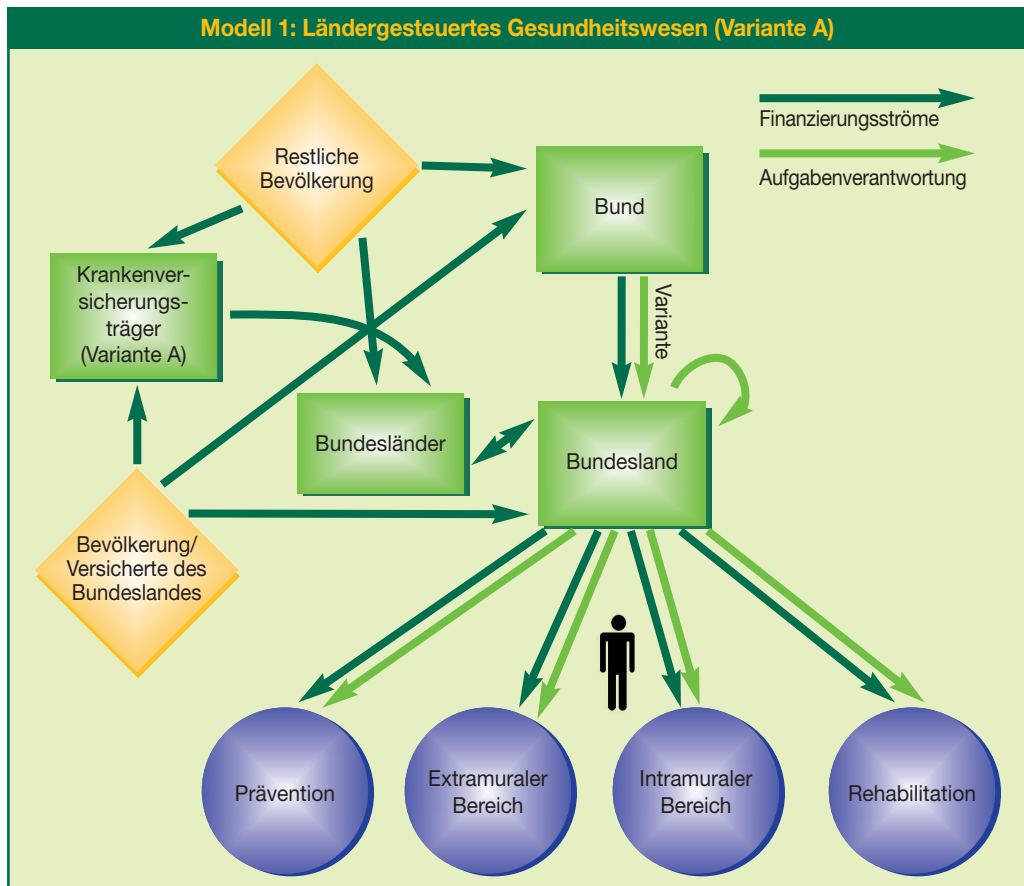 Modell 1: Ländergesteuertes Gesundheitswesen (Variante A)
Finanzierungsströme
Aufgabenverantwortung
Restliche
Bevölkerung
Bund
Krankenver-
sicherungs-
träger
(Variante A)
Variante
Bundesländer
Bundesland
Bevölkerung/
Versicherte des
Bundeslandes
Prävention
Extramuraler
Bereich
Intramuraler
Bereich
Rehabilitation